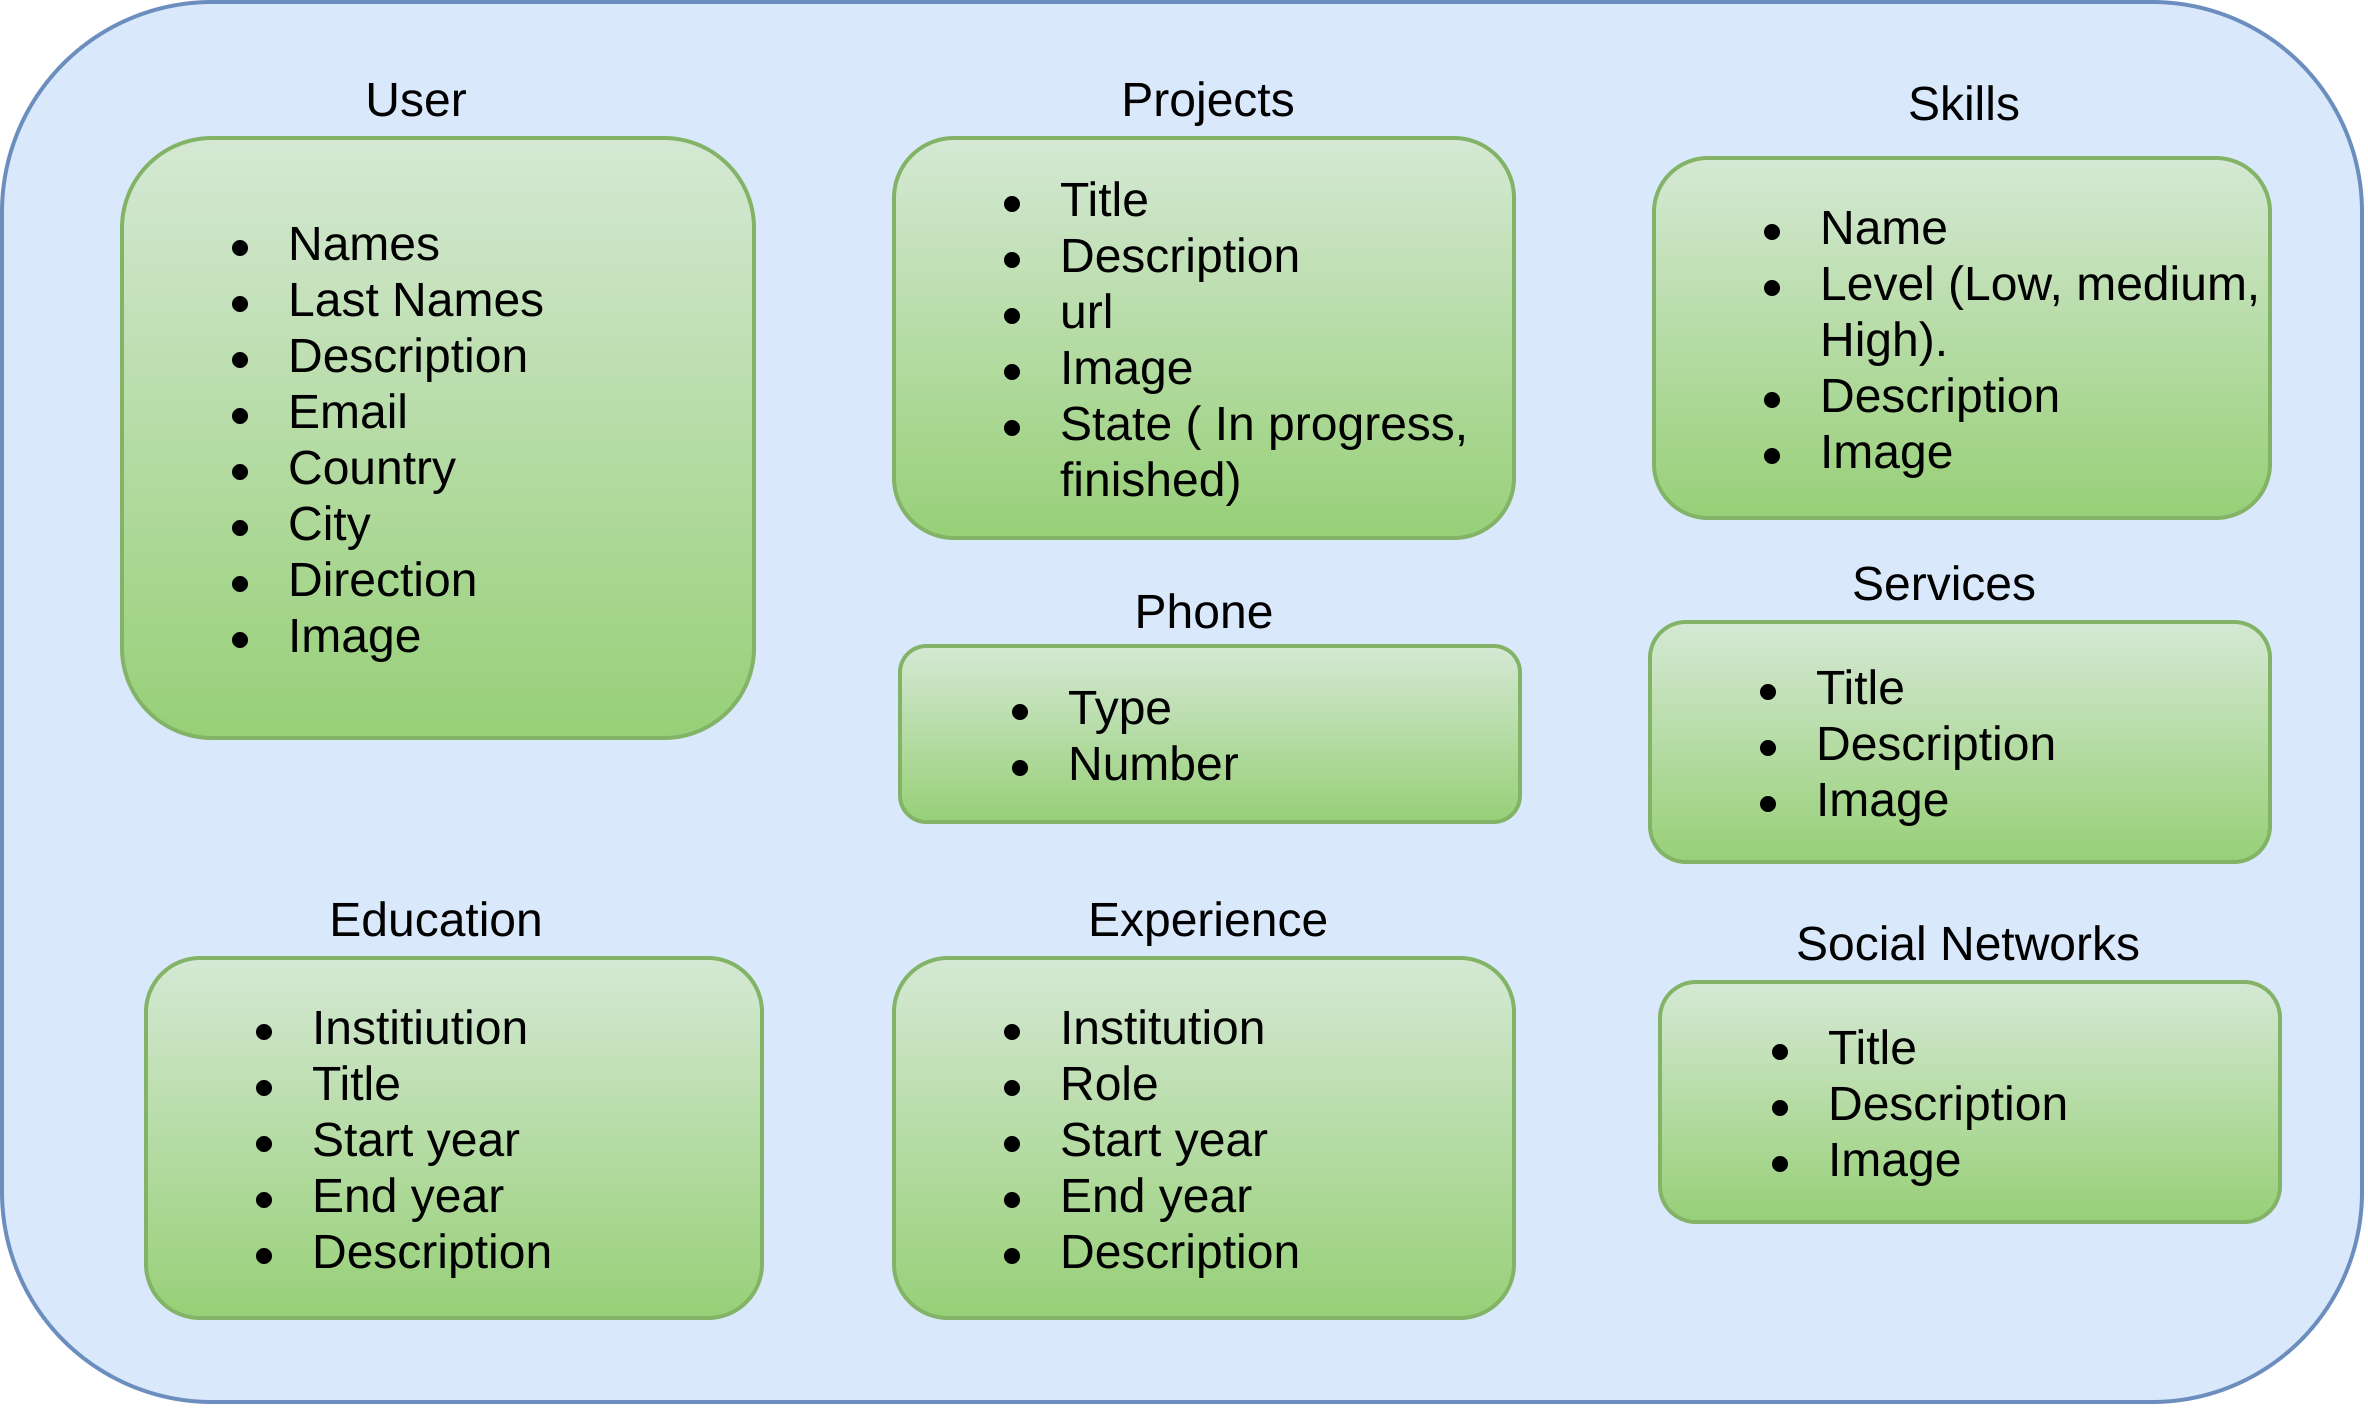 User
Names
Last Names
Description
Email
Country
City
Direction
Image
Projects
Title
Description
url
Image
State ( In progress,
finished)
Skills
Name
Level (Low, medium,
High).
Description
Image
Phone
Type
Number
Services
Title
Description
Image
Education
Institiution
Title
Start year
End year
Description
Experience
Institution
Role
Start year
End year
Description
Social Networks
Title
Description
Image